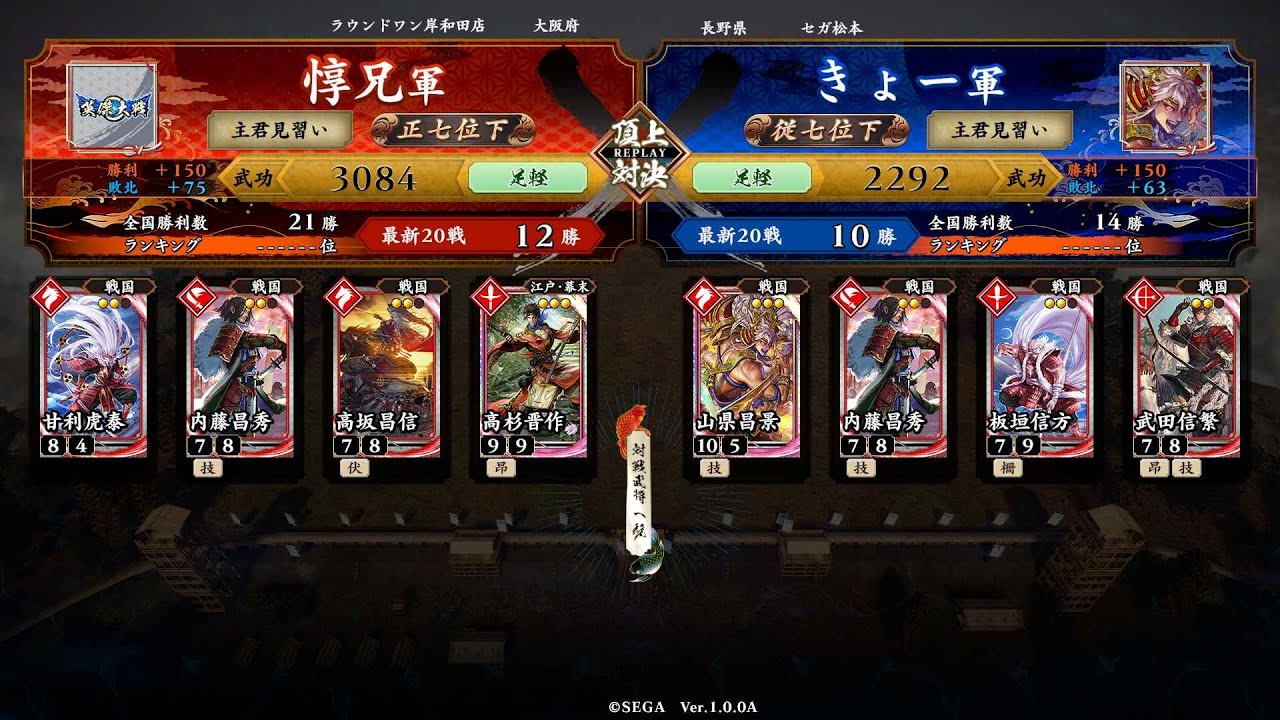 ラウンドワン岸和田店 大阪府
長野県 セガ松本
英傑大戦
惇兄軍
主君見習い 正七位下
勝利 +150
敗北 +75
武功 3084 足軽
全国勝利数 21勝
ランキング ------位
最新20戦 12勝
頂上
REPLAY
対決
きょー軍
従七位下 主君見習い
足軽 2292 武功
勝利 +150
敗北 +63
最新20戦 10勝
全国勝利数 14勝
ランキング ------位
戦国
甘利虎泰
8 4
戦国
内藤昌秀
7 8
技
戦国
高坂昌信
7 8
伏
江戸・幕末
高杉晋作
9 9
昂
対戦武将一覧
戦国
山県昌景
10 5
技
戦国
内藤昌秀
7 8
技
戦国
板垣信方
7 9
柵
戦国
武田信繁
7 8
昂 技
©SEGA Ver.1.0.0A